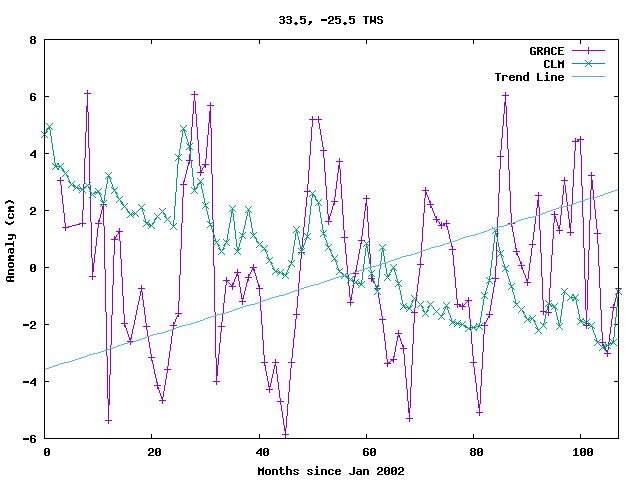 33.5, -25.5 TWS
GRACE
CLM
Trend Line
Anomaly (cm)
8
6
4
2
0
-2
-4
-6
0 20 40 60 80 100
Months since Jan 2002